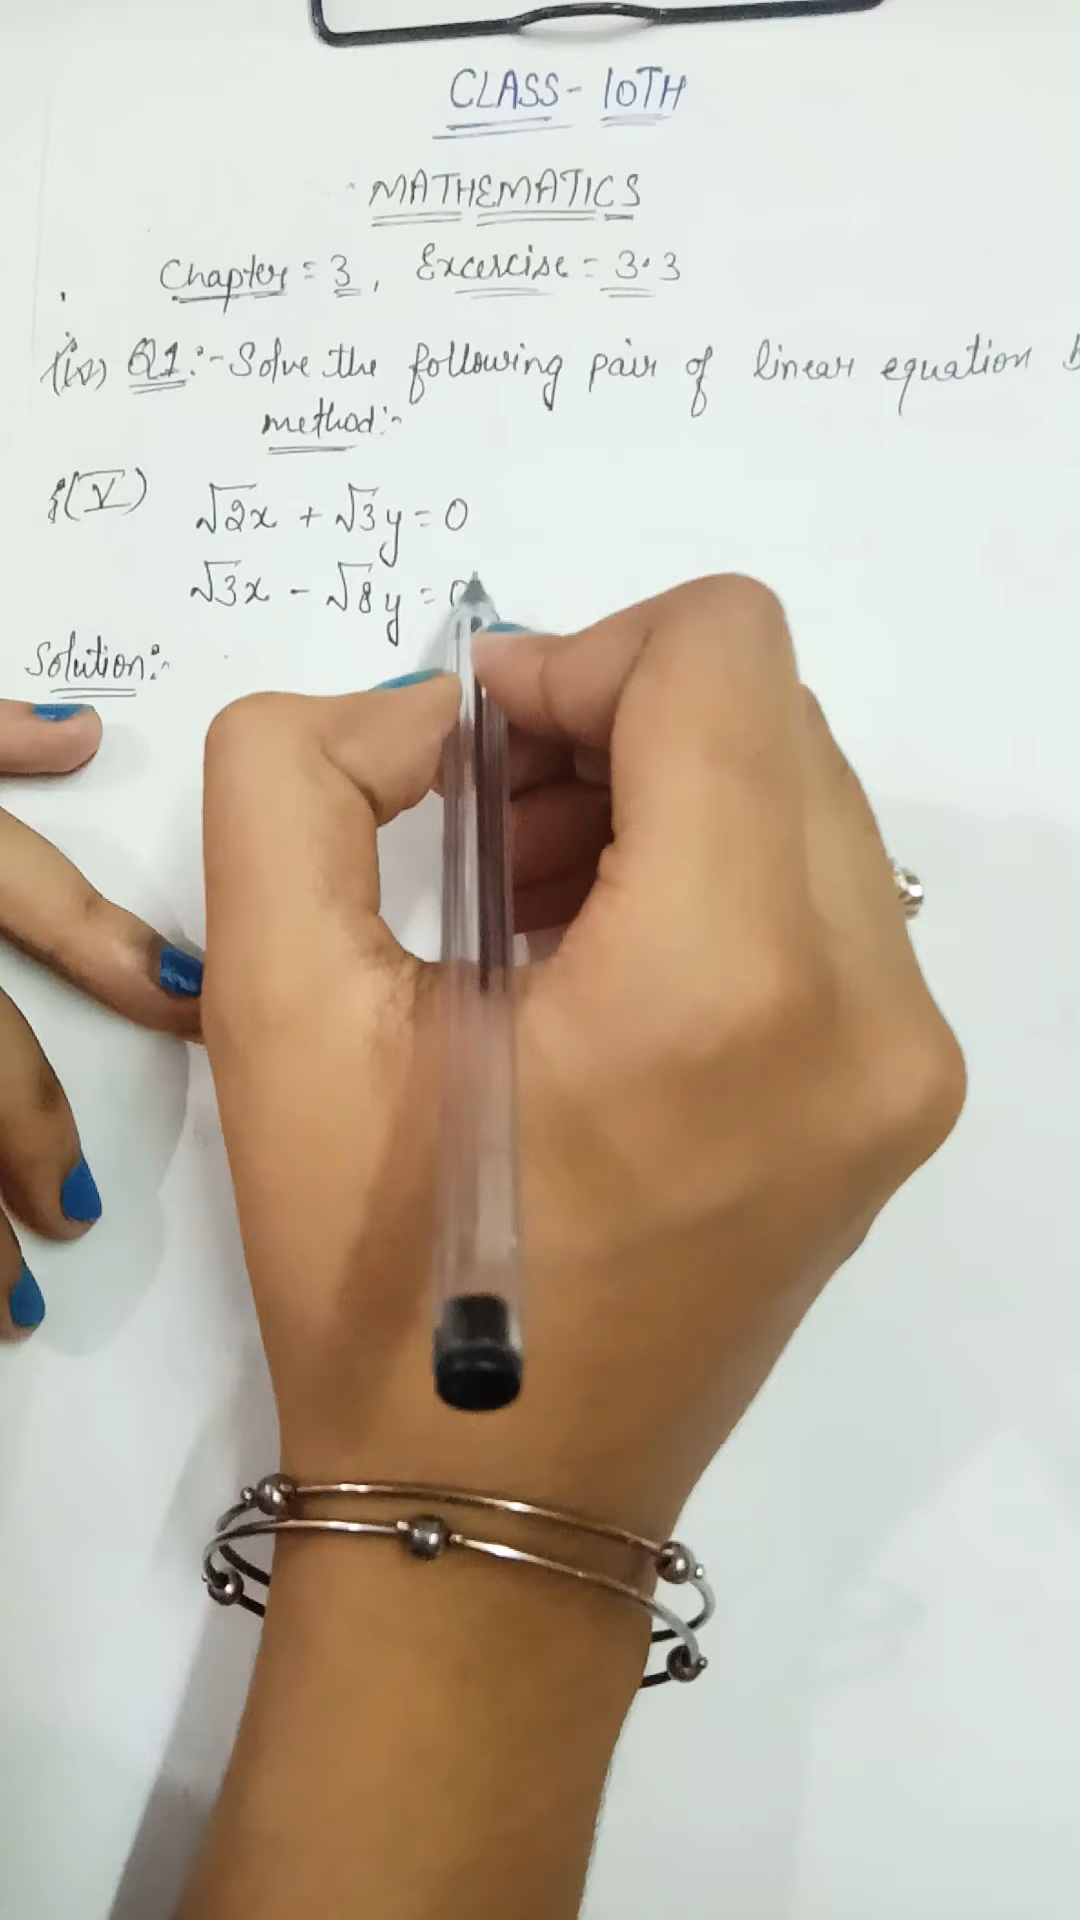 CLASS - 10TH
MATHEMATICS
Chapter = 3, Excercise = 3.3
Q1:- Solve the following pair of linear equation
method:-
(V) √2x + √3y = 0
√3x - √8y = 0
Solution:-